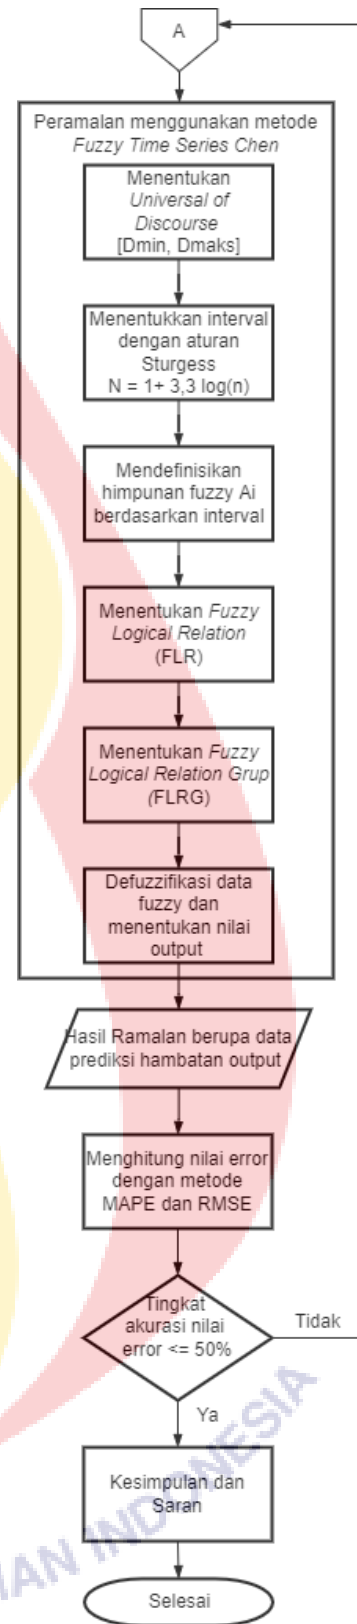 A
Peramalan menggunakan metode
Fuzzy Time Series Chen
Menentukan
Universal of
Discourse
[Dmin, Dmaks]
Menentukkan interval
dengan aturan
Sturgess
N = 1+ 3,3 log(n)
Mendefinisikan
himpunan fuzzy Ai
berdasarkan interval
Menentukan Fuzzy
Logical Relation
(FLR)
Menentukan Fuzzy
Logical Relation Grup
(FLRG)
Defuzzifikasi data
fuzzy dan
menentukan nilai
output
Hasil Ramalan berupa data
prediksi hambatan output
Menghitung nilai error
dengan metode
MAPE dan RMSE
Tingkat
akurasi nilai
error <= 50%
Tidak
Ya
Kesimpulan dan
Saran
Selesai